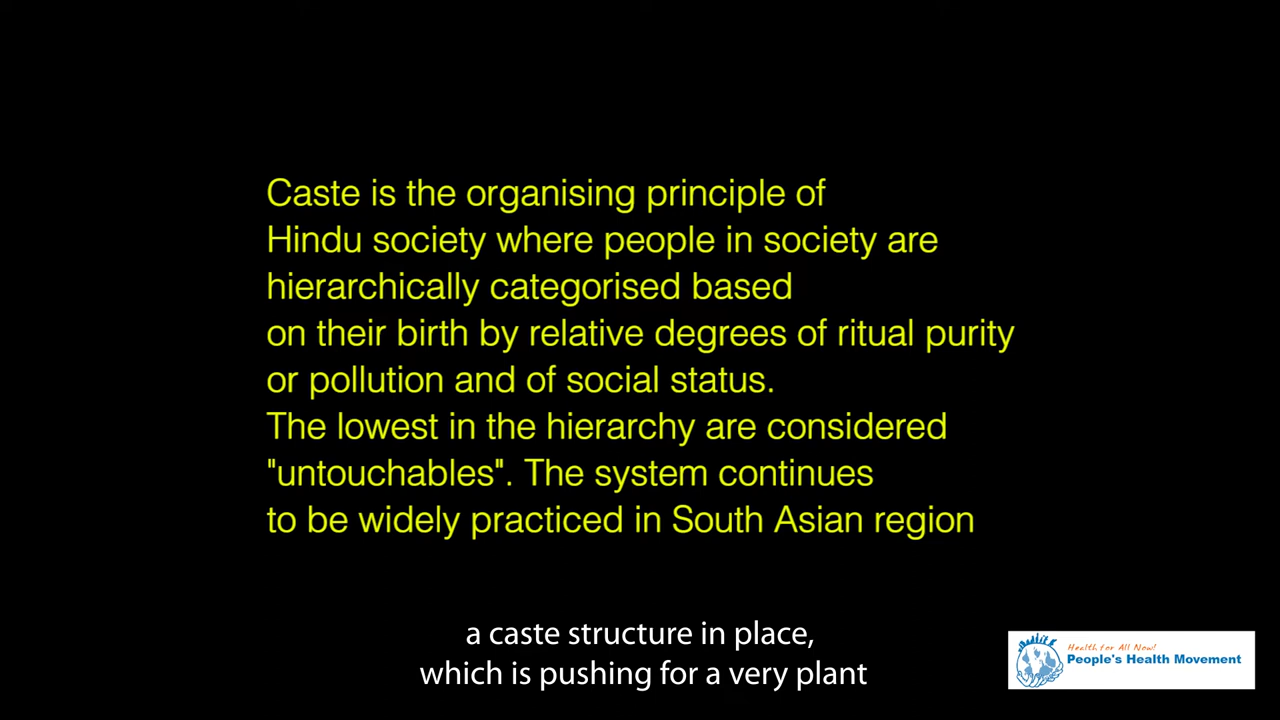 Caste is the organising principle of
Hindu society where people in society are
hierarchically categorised based
on their birth by relative degrees of ritual purity
or pollution and of social status.
The lowest in the hierarchy are considered
"untouchables". The system continues
to be widely practiced in South Asian region
a caste structure in place,
which is pushing for a very plant
Health for All Now!
People's Health Movement